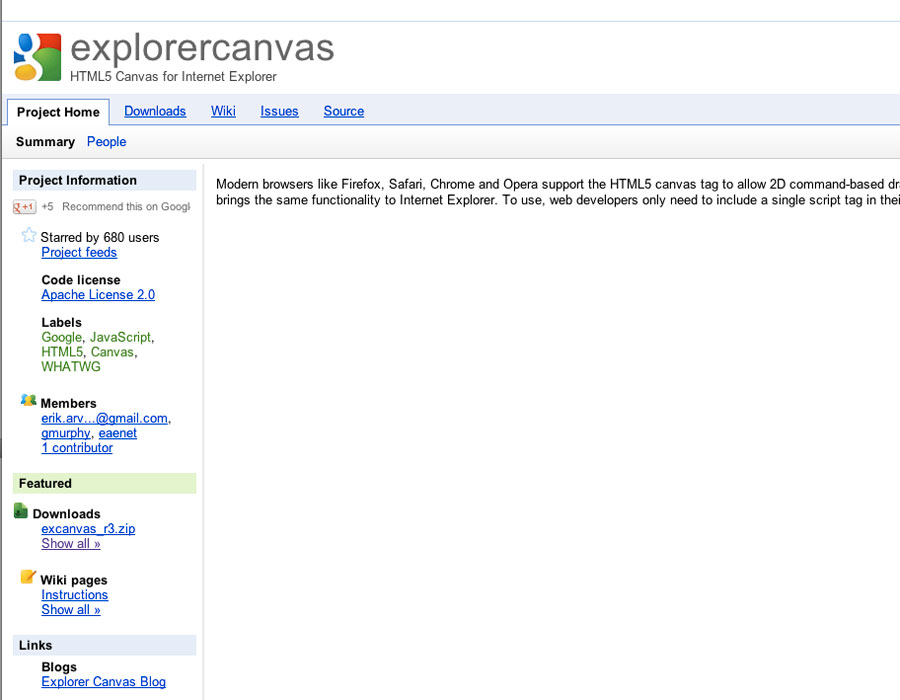 explorercanvas
HTML5 Canvas for Internet Explorer
Project Home Downloads Wiki Issues Source
Summary People
Project Information
+1 +5 Recommend this on Googl
Starred by 680 users
Project feeds
Code license
Apache License 2.0
Labels
Google, JavaScript,
HTML5, Canvas,
WHATWG
Members
erik.arv...@gmail.com,
gmurphy, eaenet
1 contributor
Featured
Downloads
excanvas_r3.zip
Show all »
Wiki pages
Instructions
Show all »
Links
Blogs
Explorer Canvas Blog
Modern browsers like Firefox, Safari, Chrome and Opera support the HTML5 canvas tag to allow 2D command-based
brings the same functionality to Internet Explorer. To use, web developers only need to include a single script tag in